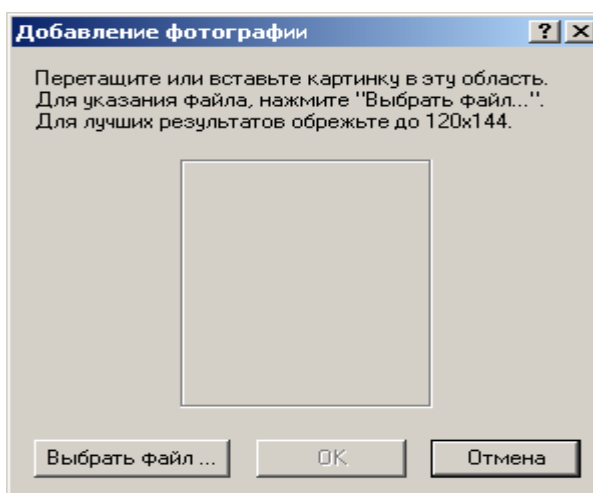 Добавление фотографии
Перетащите или вставьте картинку в эту область.
Для указания файла, нажмите "Выбрать файл...".
Для лучших результатов обрежьте до 120x144.
Выбрать файл ... OK Отмена